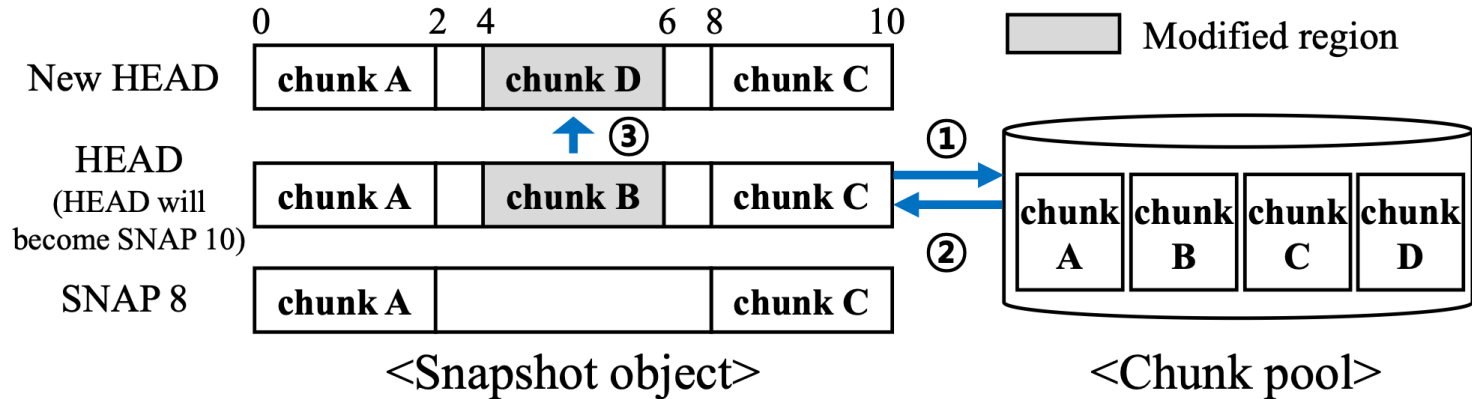 0 2 4 6 8 10
Modified region
New HEAD chunk A chunk D chunk C
③ ①
HEAD
(HEAD will
become SNAP 10)
chunk A chunk B chunk C
chunk chunk chunk chunk
A B C D
②
SNAP 8 chunk A chunk C
<Snapshot object> <Chunk pool>